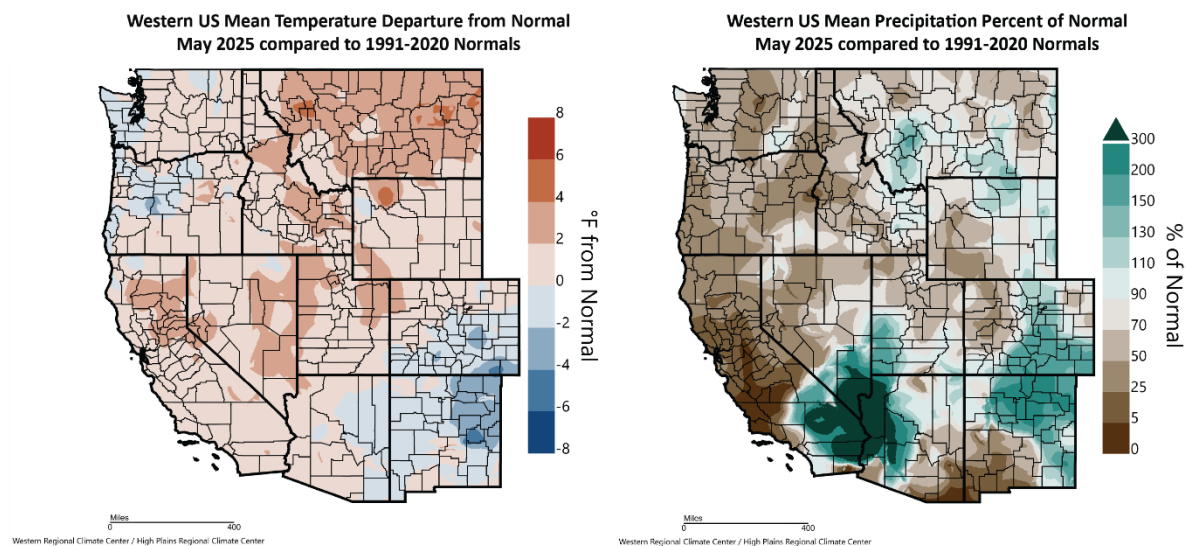 Western US Mean Temperature Departure from Normal
May 2025 compared to 1991-2020 Normals
8
6
4
2
0
-2
-4
-6
-8
°F from Normal
Miles
0 400
Western Regional Climate Center / High Plains Regional Climate Center
Western US Mean Precipitation Percent of Normal
May 2025 compared to 1991-2020 Normals
300
200
150
130
110
90
70
50
25
5
0
% of Normal
Miles
0 400
Western Regional Climate Center / High Plains Regional Climate Center